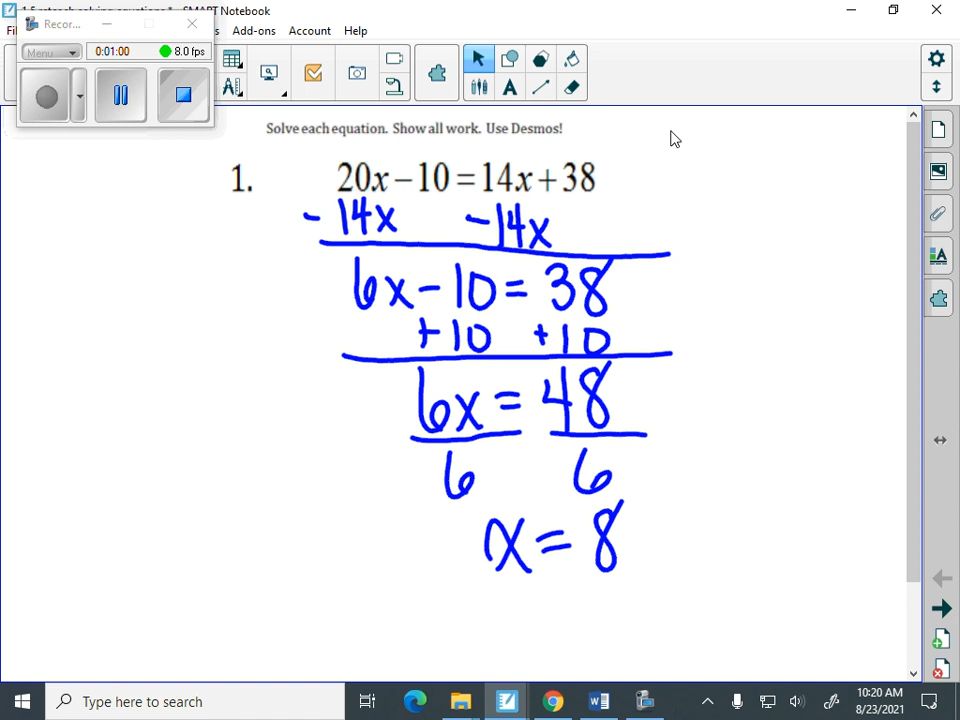 SMART Notebook
Recor...
Add-ons Account Help
Menu 0:01:00 8.0 fps
Solve each equation. Show all work. Use Desmos!
1. 20x − 10 = 14x + 38
- 14x - 14x
6x - 10 = 38
+ 10 + 10
6x = 48
6 6
x = 8
Type here to search
10:20 AM
8/23/2021